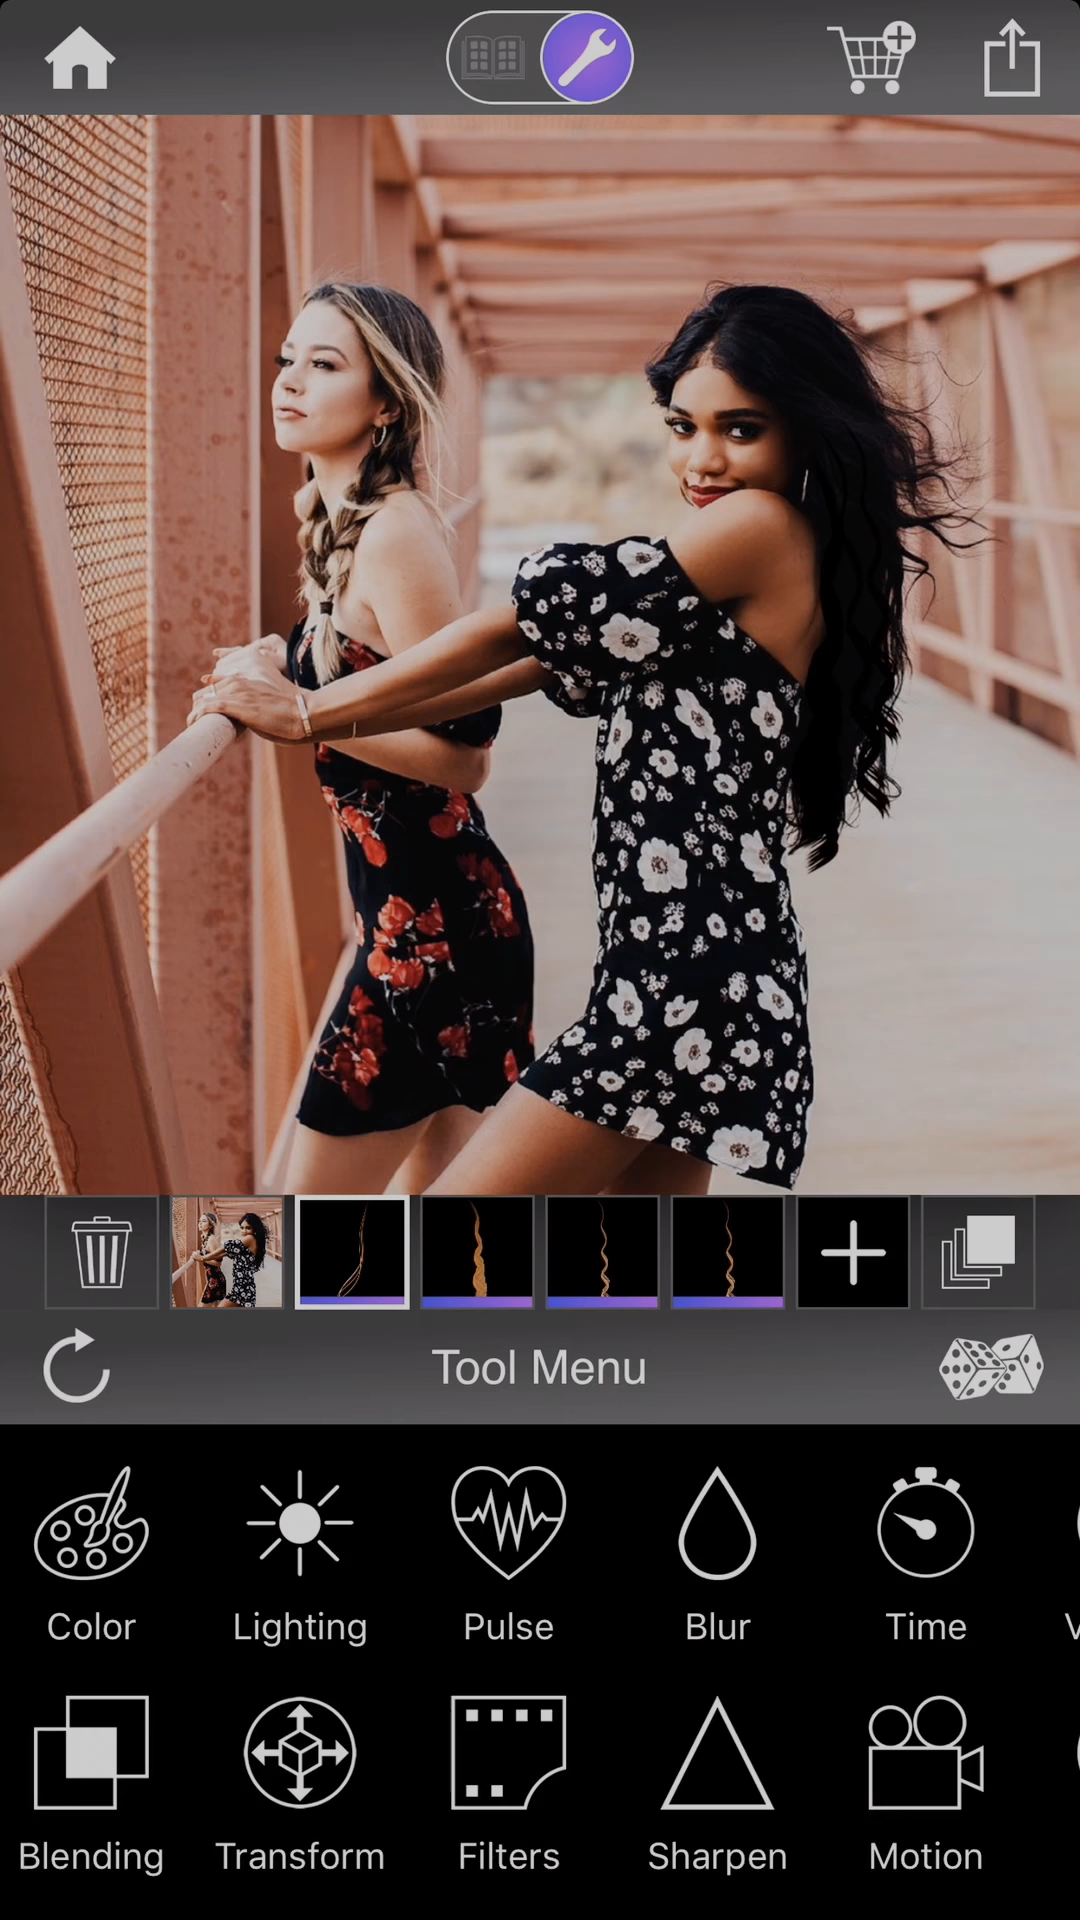 Tool Menu
Color
Lighting
Pulse
Blur
Time
Blending
Transform
Filters
Sharpen
Motion